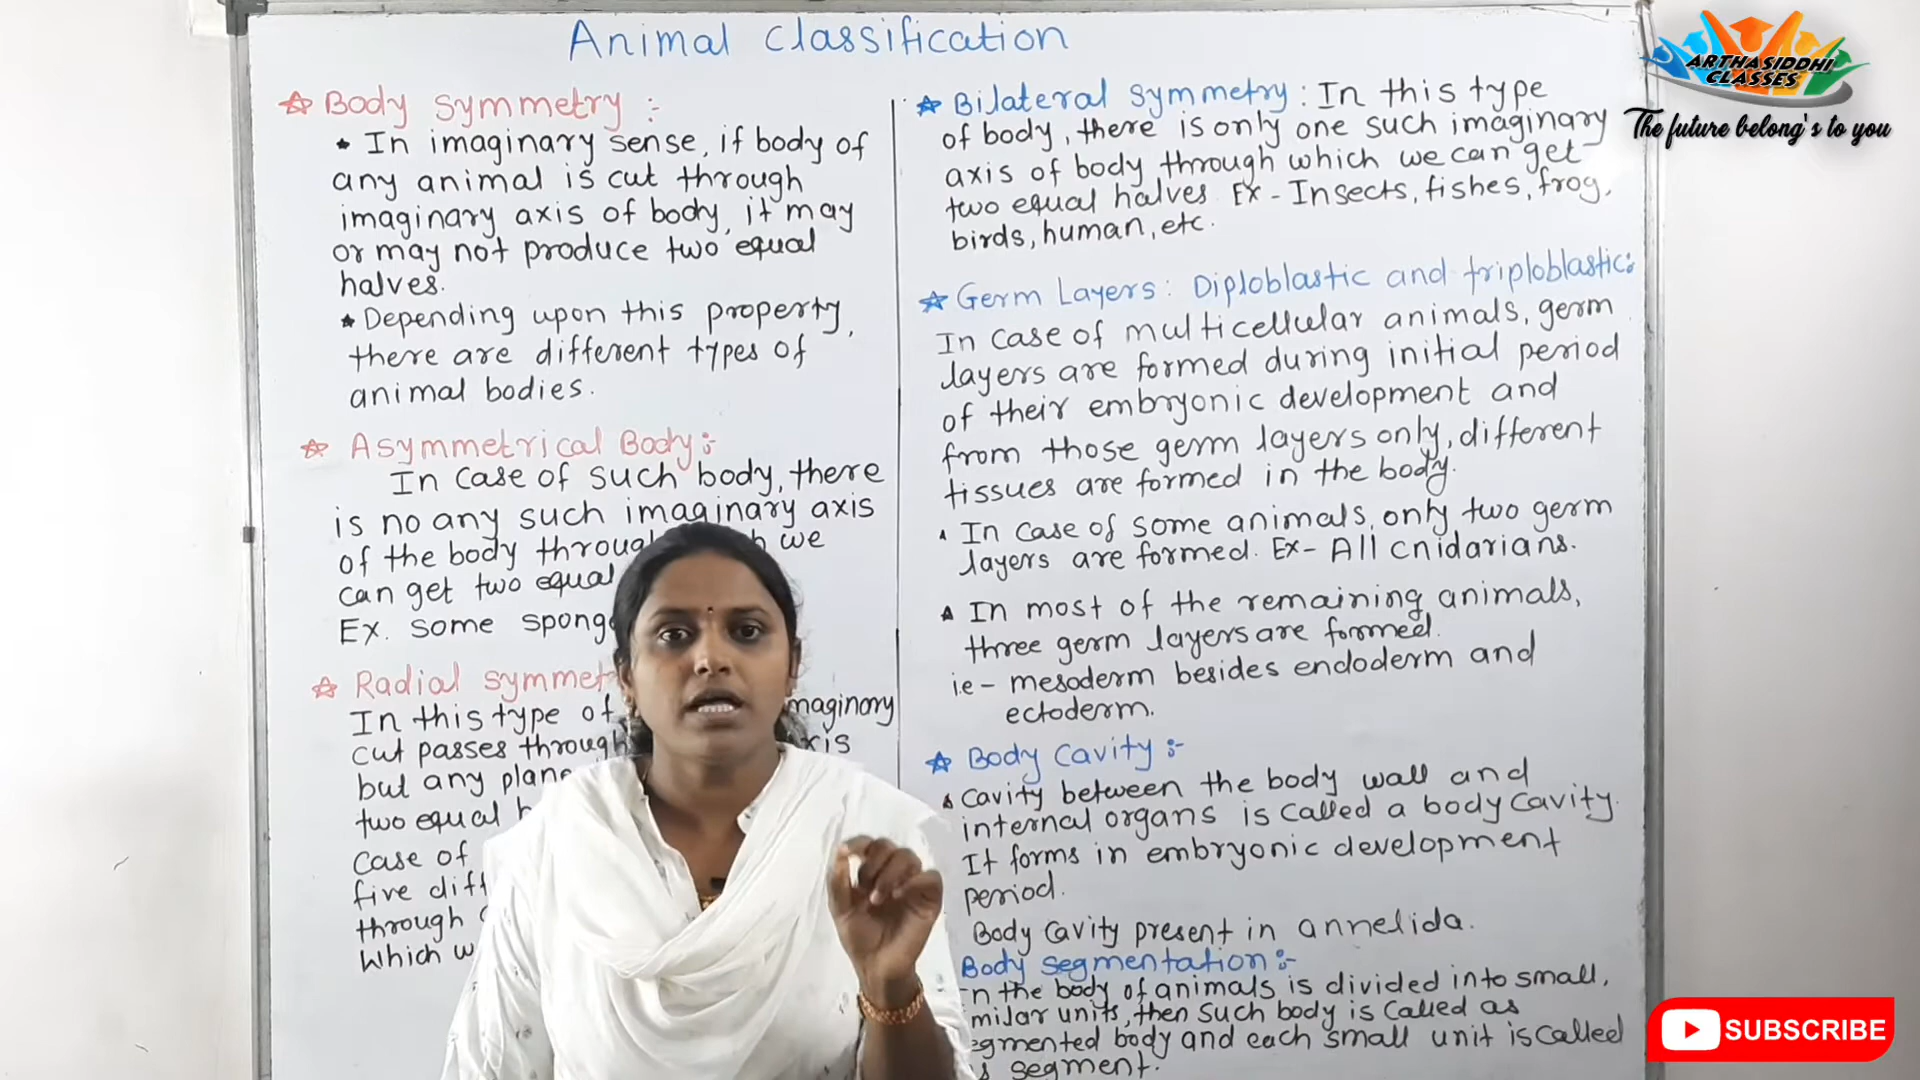 Animal Classification
Body Symmetry :-
In imaginary sense, if body of
any animal is cut through
imaginary axis of body, it may
or may not produce two equal
halves.
Depending upon this property,
there are different types of
animal bodies.
Asymmetrical Body:-
In case of such body, there
is no any such imaginary axis
of the body through we
can get two equal
Ex. some
Radial
In this type of imaginory
cut passes through
but any plane
two equal
case of
five
through
which
Bilateral Symmetry: In this type
of body, there is only one such imaginary
axis of body through which we can get
two equal halves Ex - Insects, fishes, frog,
birds, human, etc.
Germ Layers: Diploblastic and triploblastic:-
In case of multicellular animals, germ
layers are formed during initial period
of their embryonic development and
from those germ layers only, different
tissues are formed in the body.
In case of some animals, only two germ
layers are formed. Ex- All cnidarians.
In most of the remaining animals,
three germ layers are formed.
i.e - mesoderm besides endoderm and
ectoderm.
Body Cavity :-
Cavity between the body wall and
internal organs is called a body cavity.
It forms in embryonic development
period.
Body Cavity present in annelida.
Body segmentation:-
the body of animals is divided into small,
units, then such body is called as
body and each small unit is called
segment.
ARTHASIDDHI
CLASSES
The future belong's to you
SUBSCRIBE